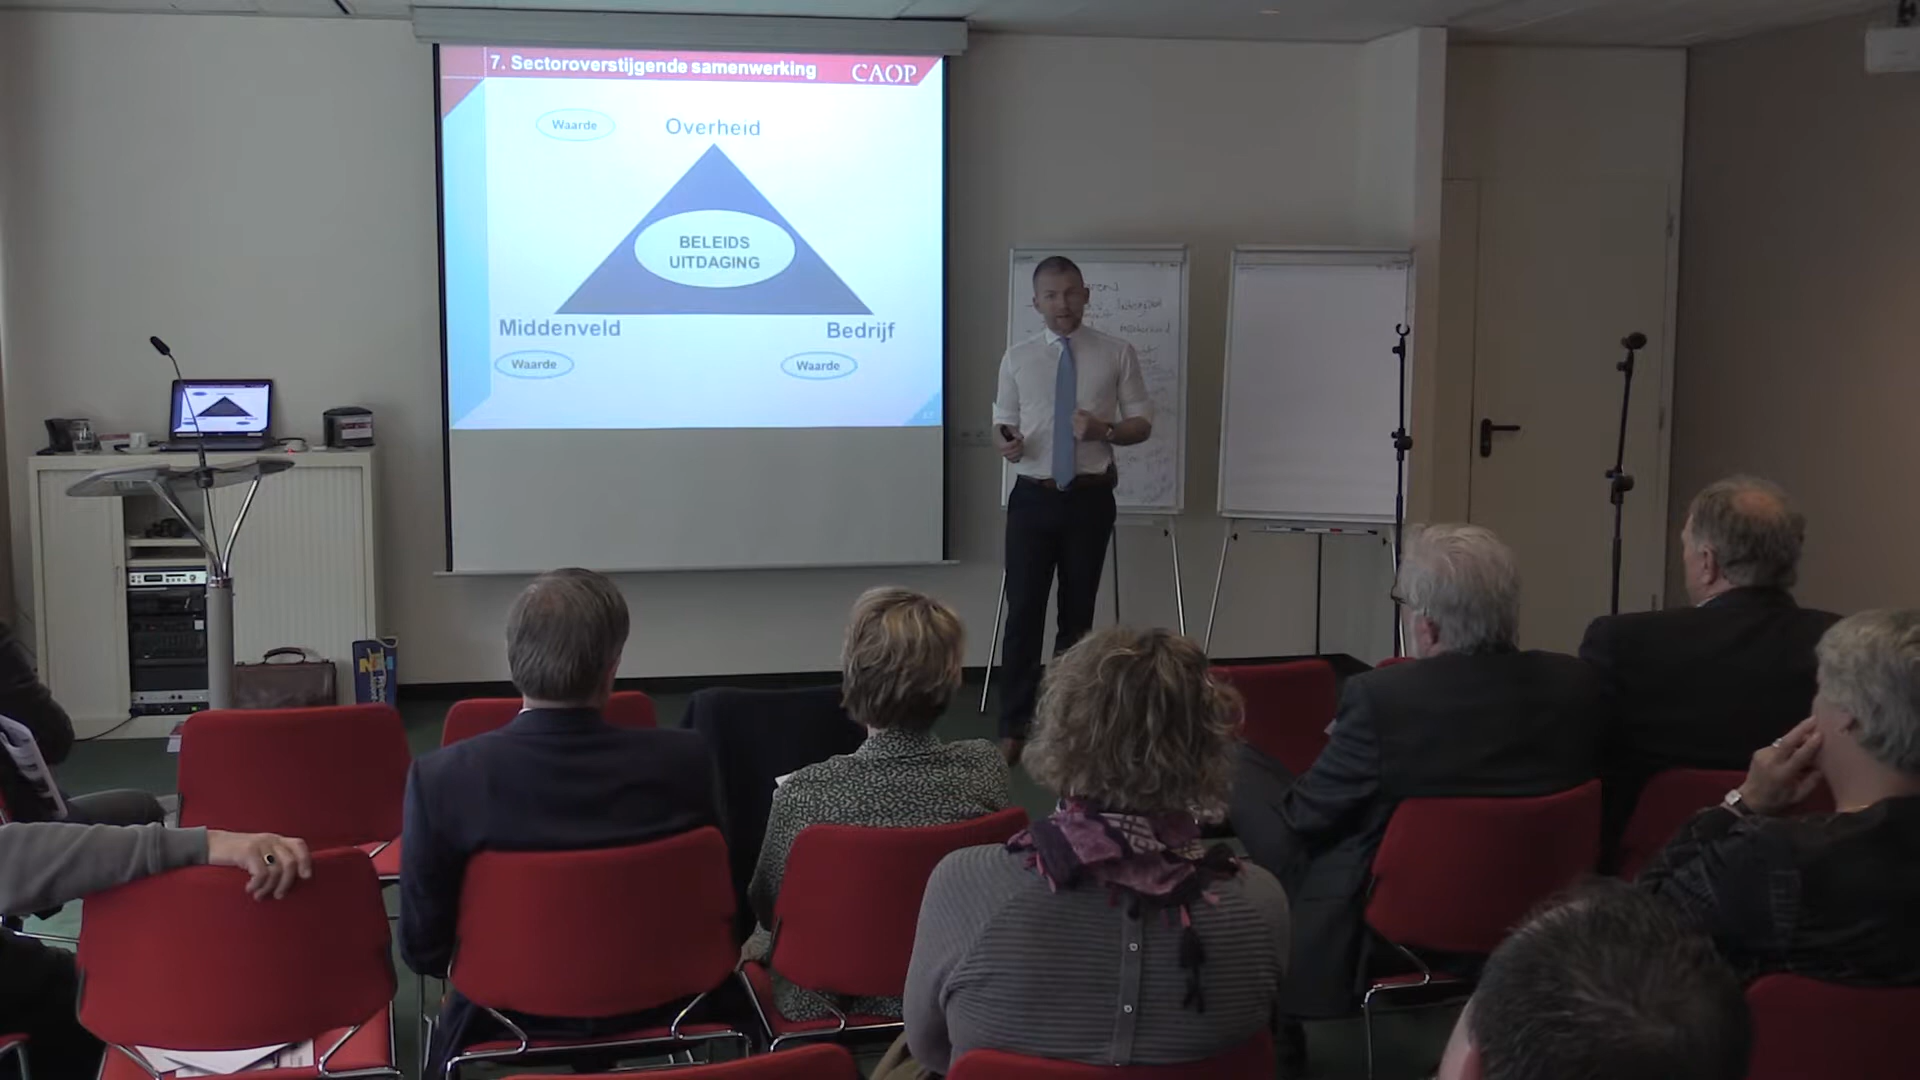 7. Sectoroverstijgende samenwerking
CAOP
Waarde
Overheid
BELEIDS
UITDAGING
Middenveld
Bedrijf
Waarde
Waarde